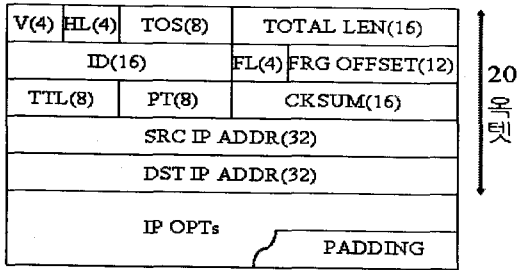 V(4) HL(4) TOS(8) TOTAL LEN(16)
ID(16) FL(4) FRG OFFSET(12)
TTL(8) PT(8) CKSUM(16)
SRC IP ADDR(32)
DST IP ADDR(32)
IP OPTs
PADDING
20
옥텟